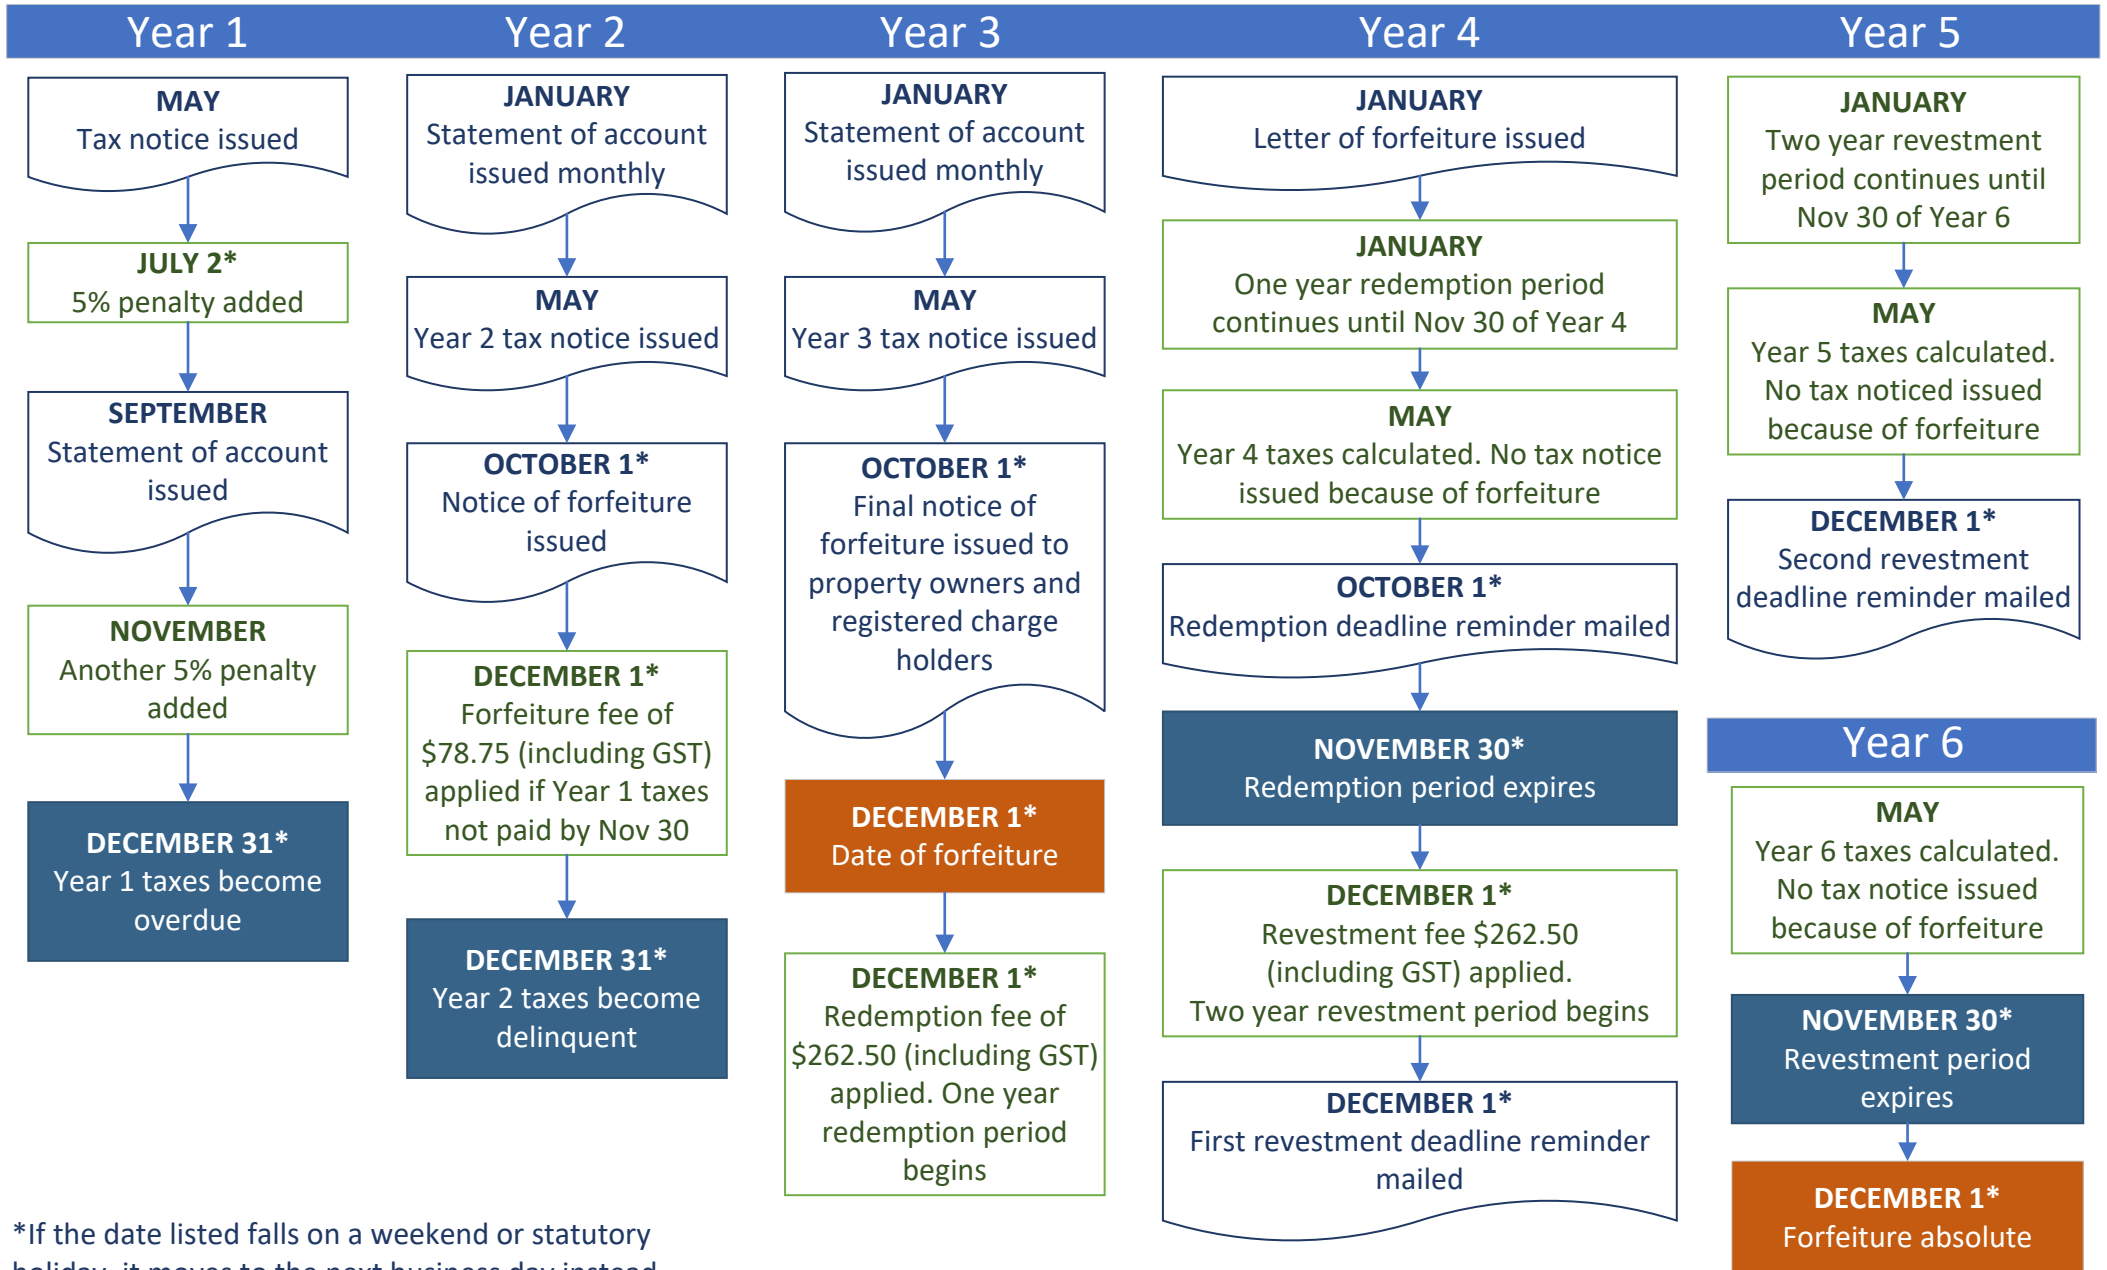 Year 1
MAY
Tax notice issued
JULY 2*
5% penalty added
SEPTEMBER
Statement of account
issued
NOVEMBER
Another 5% penalty
added
DECEMBER 31*
Year 1 taxes become
overdue
Year 2
JANUARY
Statement of account
issued monthly
MAY
Year 2 tax notice issued
OCTOBER 1*
Notice of forfeiture
issued
DECEMBER 1*
Forfeiture fee of
$78.75 (including GST)
applied if Year 1 taxes
not paid by Nov 30
DECEMBER 31*
Year 2 taxes become
delinquent
Year 3
JANUARY
Statement of account
issued monthly
MAY
Year 3 tax notice issued
OCTOBER 1*
Final notice of
forfeiture issued to
property owners and
registered charge
holders
DECEMBER 1*
Date of forfeiture
DECEMBER 1*
Redemption fee of
$262.50 (including GST)
applied. One year
redemption period
begins
Year 4
JANUARY
Letter of forfeiture issued
JANUARY
One year redemption period
continues until Nov 30 of Year 4
MAY
Year 4 taxes calculated. No tax notice
issued because of forfeiture
OCTOBER 1*
Redemption deadline reminder mailed
NOVEMBER 30*
Redemption period expires
DECEMBER 1*
Revestment fee $262.50
(including GST) applied.
Two year revestment period begins
DECEMBER 1*
First revestment deadline reminder
mailed
Year 5
JANUARY
Two year revestment
period continues until
Nov 30 of Year 6
MAY
Year 5 taxes calculated.
No tax noticed issued
because of forfeiture
DECEMBER 1*
Second revestment
deadline reminder mailed
Year 6
MAY
Year 6 taxes calculated.
No tax notice issued
because of forfeiture
NOVEMBER 30*
Revestment period
expires
DECEMBER 1*
Forfeiture absolute
*If the date listed falls on a weekend or statutory
holiday, it moves to the next business day instead